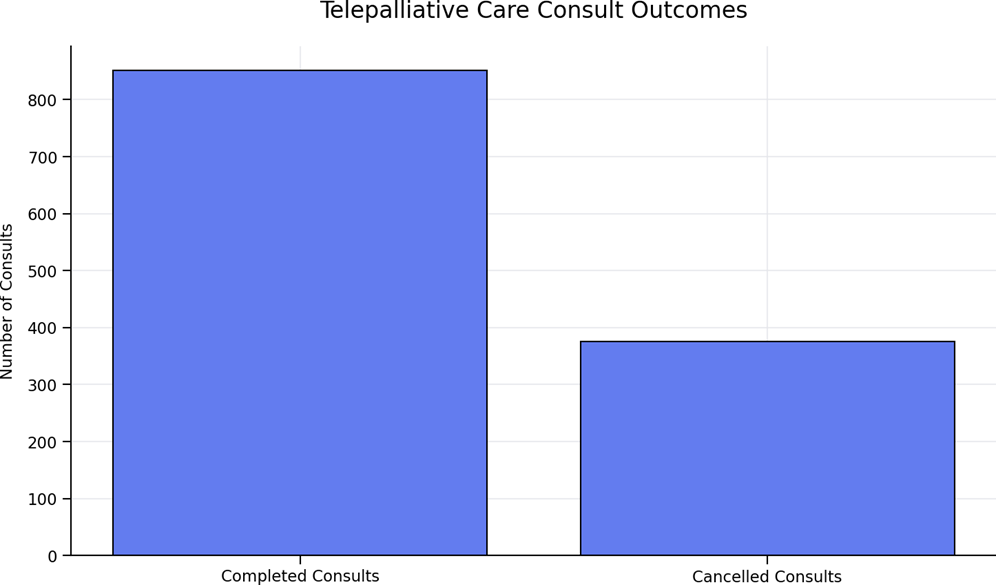 Telepalliative Care Consult Outcomes
Number of Consults
800
700
600
500
400
300
200
100
0
Completed Consults
Cancelled Consults